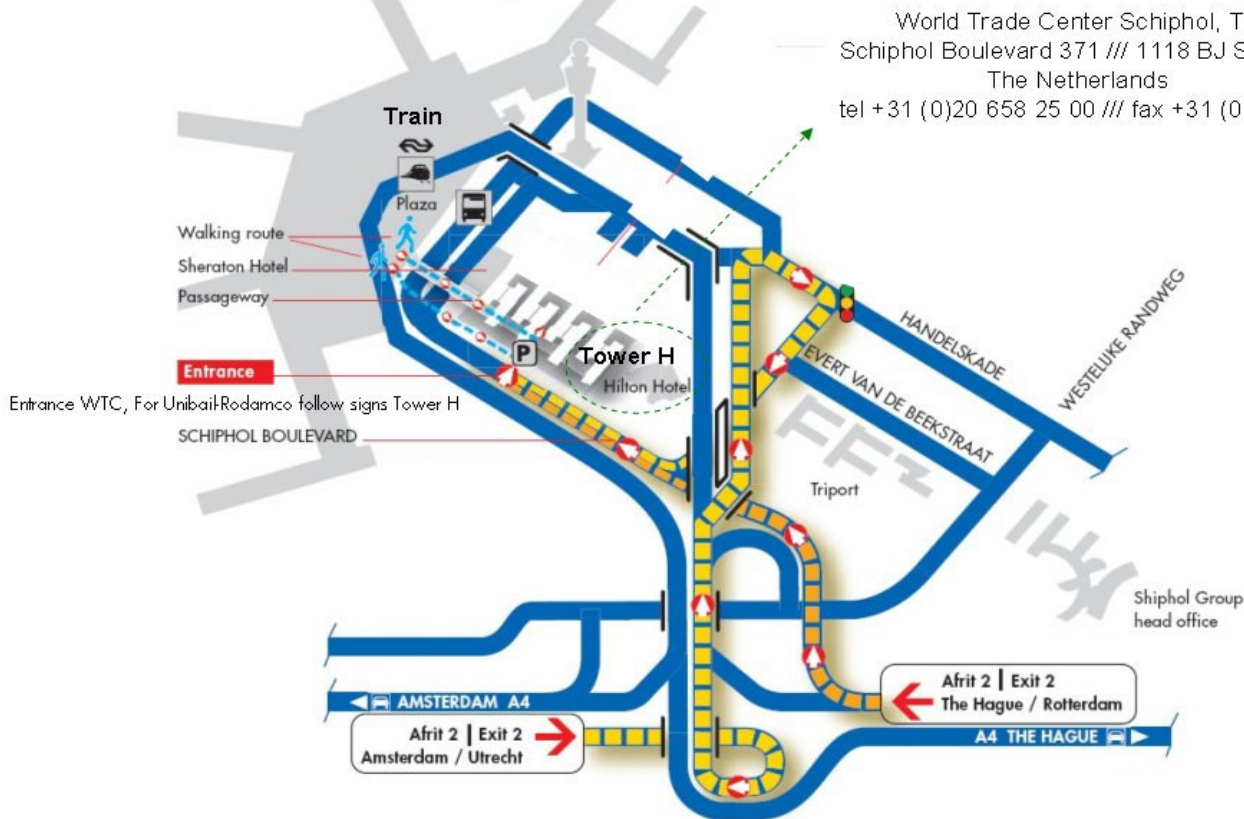 World Trade Center Schiphol, T
Schiphol Boulevard 371 /// 1118 BJ S
The Netherlands
tel +31 (0)20 658 25 00 /// fax +31 (0
Train
Plaza
Walking route
Sheraton Hotel
Passageway
P
Tower H
Hilton Hotel
Entrance
Entrance WTC, For Unibail-Rodamco follow signs Tower H
SCHIPHOL BOULEVARD
HANDELSKADE
WESTELIJKE RANDWEG
EVERT VAN DE BEEKSTRAAT
Triport
Shiphol Group
head office
Afrit 2 | Exit 2
The Hague / Rotterdam
AMSTERDAM A4
Afrit 2 | Exit 2
Amsterdam / Utrecht
A4 THE HAGUE